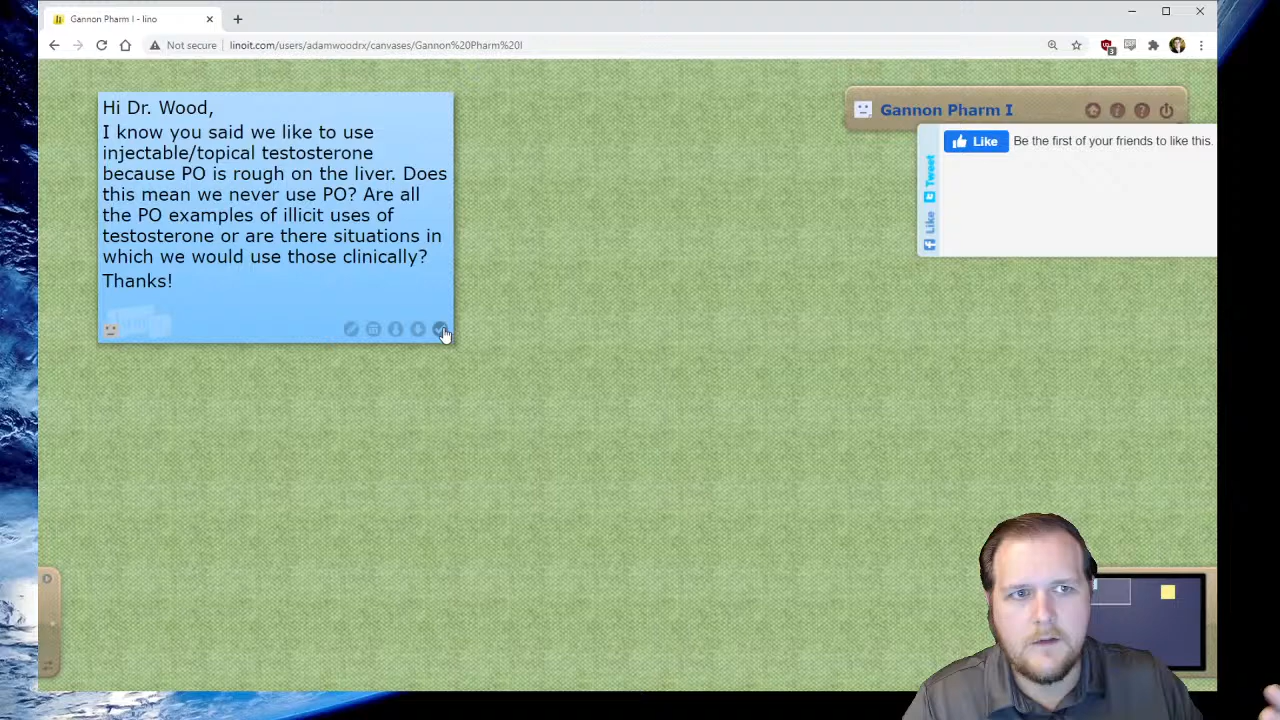 Gannon Pharm I - lino
Not secure
linoit.com/users/adamwoodrx/canvases/Gannon%20Pharm%20I
3
Hi Dr. Wood,
I know you said we like to use
injectable/topical testosterone
because PO is rough on the liver. Does
this mean we never use PO? Are all
the PO examples of illicit uses of
testosterone or are there situations in
which we would use those clinically?
Thanks!
Gannon Pharm I
Like
Be the first of your friends to like this.
Tweet
Like